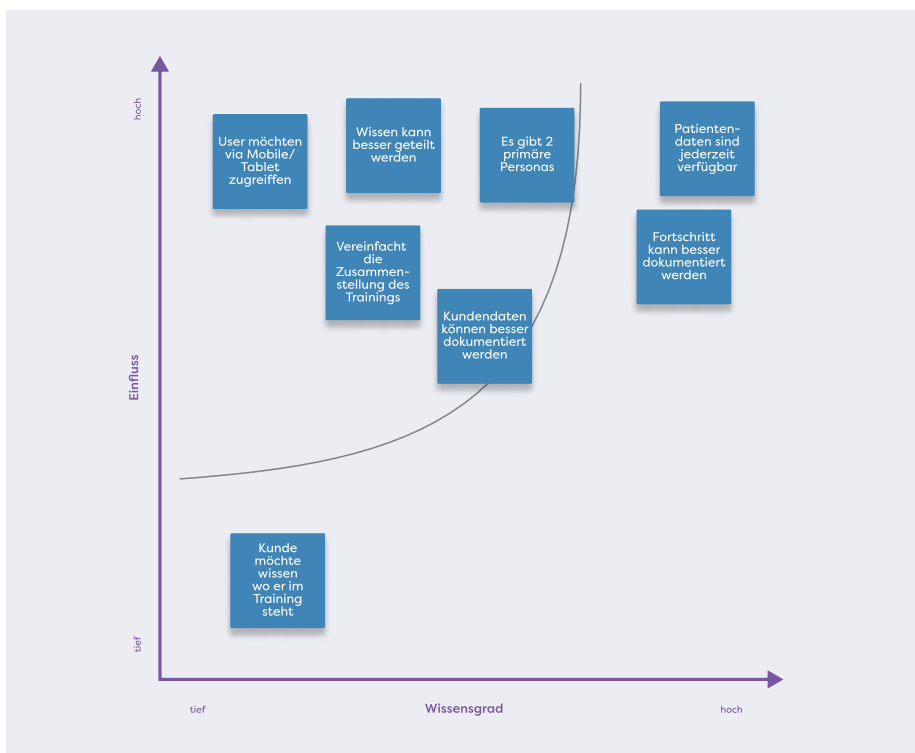 hoch
User möchten
via Mobile/
Tablet
zugreiffen
Wissen kann
besser geteilt
werden
Es gibt 2
primäre
Personas
Patienten-
daten sind
jederzeit
verfügbar
Vereinfacht
die
Zusammen-
stellung des
Trainings
Fortschritt
kann besser
dokumentiert
werden
Kundendaten
können besser
dokumentiert
werden
Einfluss
Kunde
möchte
wissen
wo er im
Training
steht
tief
tief
Wissensgrad
hoch